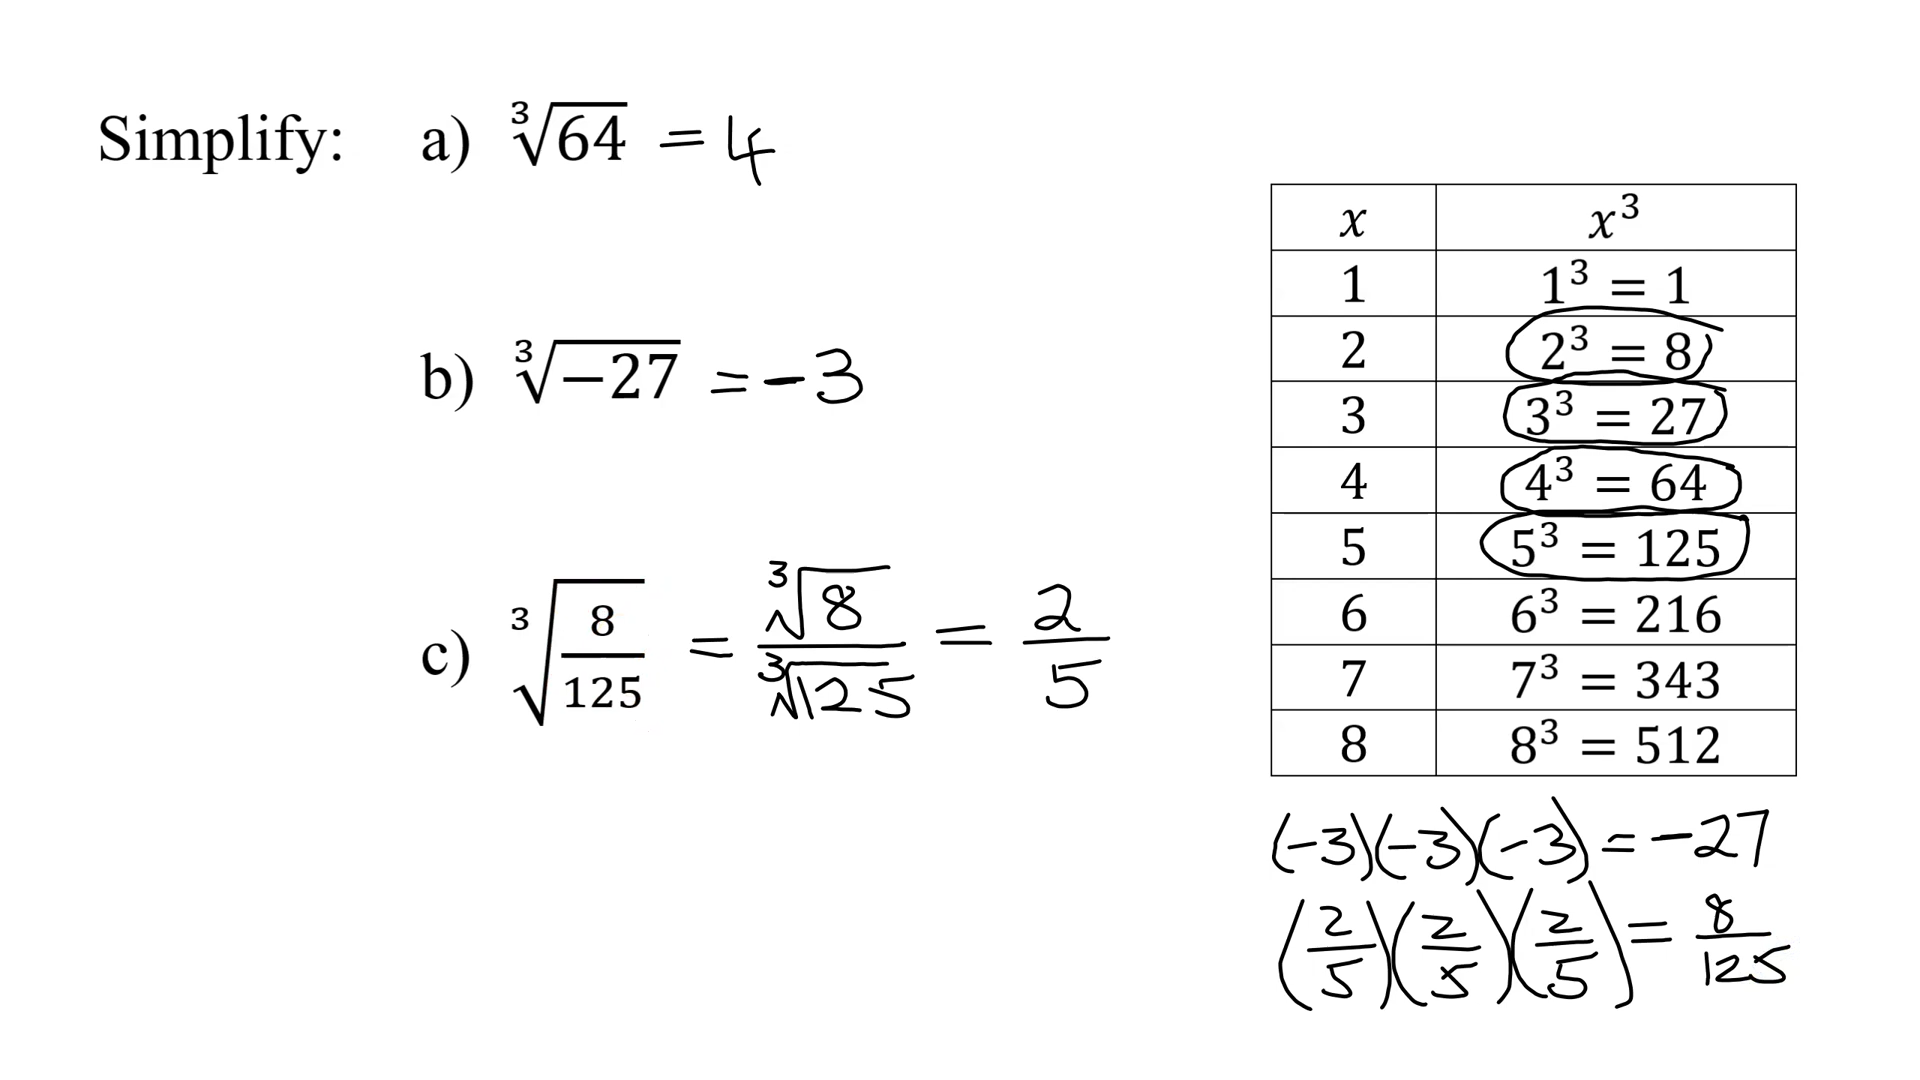 Simplify: a) ∛64 = 4
b) ∛−27 = −3
c) ∛(8/125) = ∛8/∛125 = 2/5
x x³
1 1³ = 1
2 2³ = 8
3 3³ = 27
4 4³ = 64
5 5³ = 125
6 6³ = 216
7 7³ = 343
8 8³ = 512
(−3)(−3)(−3) = −27
(2/5)(2/5)(2/5) = 8/125